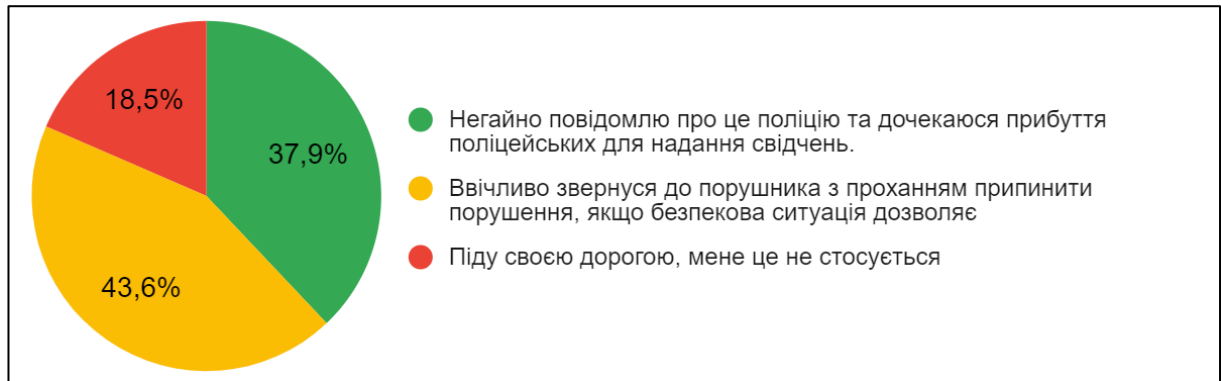 18,5%
37,9%
43,6%
Негайно повідомлю про це поліцію та дочекаюся прибуття
поліцейських для надання свідчень.
Ввічливо звернуся до порушника з проханням припинити
порушення, якщо безпекова ситуація дозволяє
Піду своєю дорогою, мене це не стосується